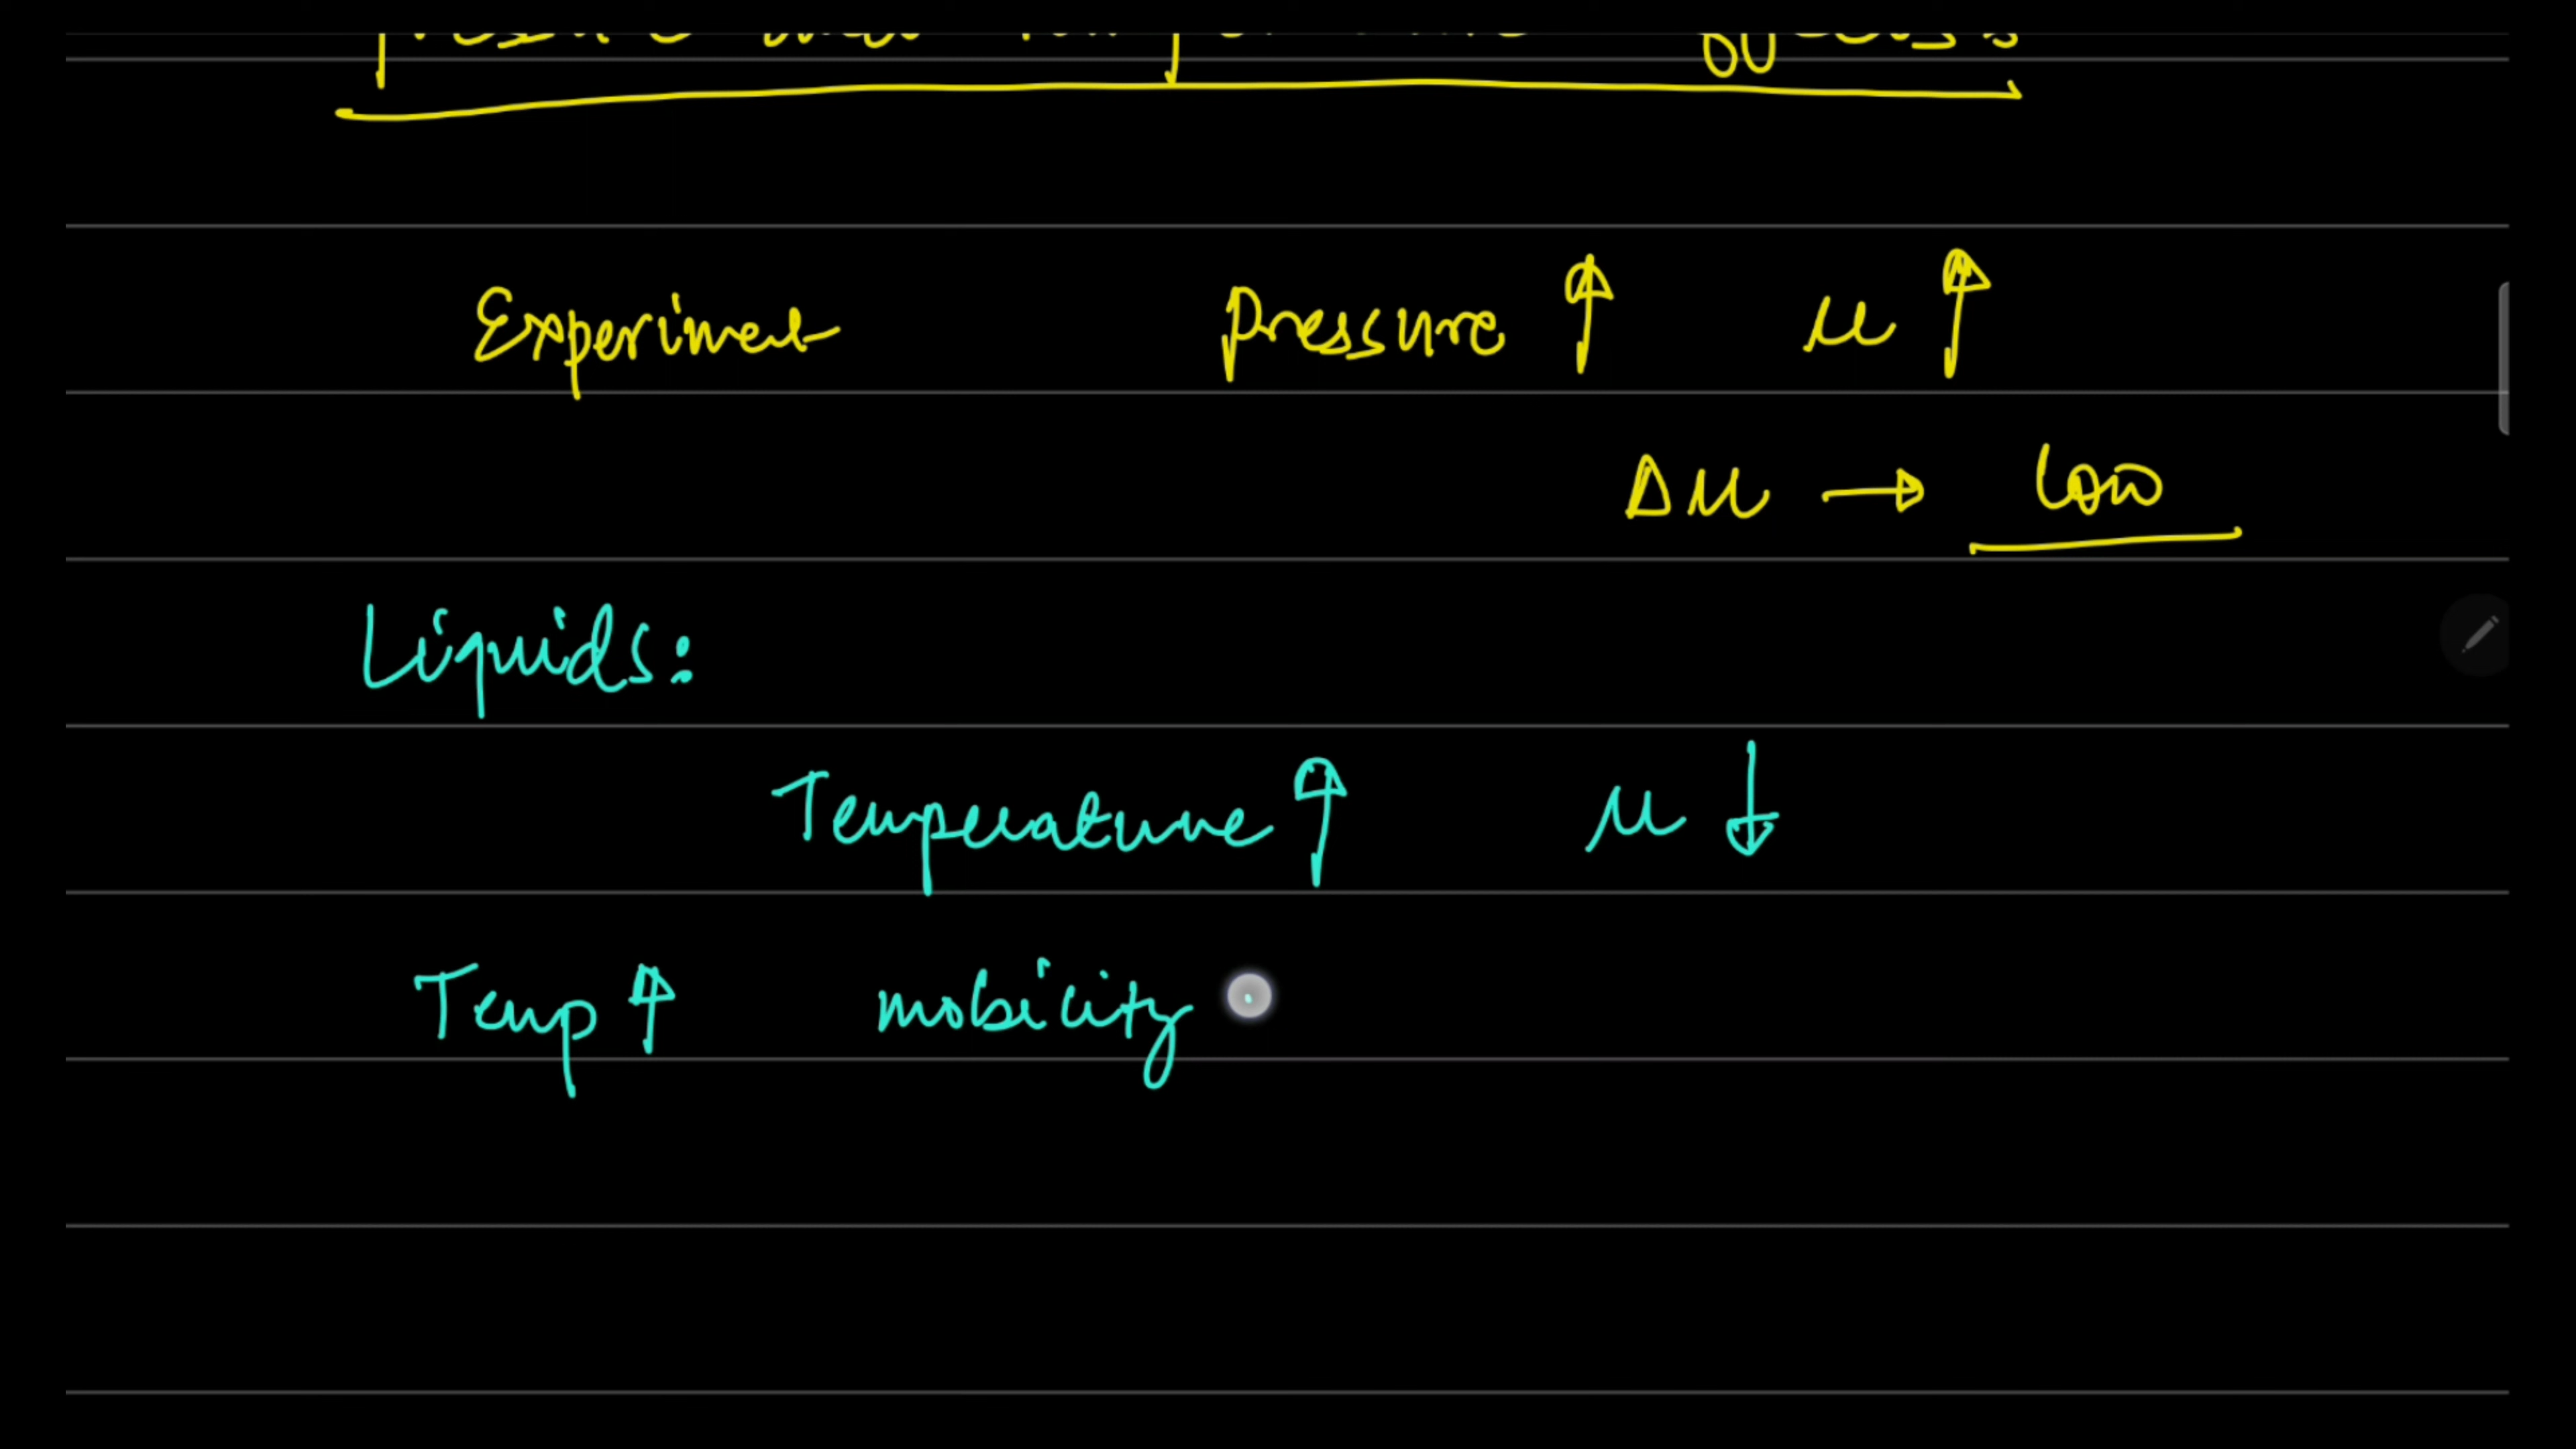 Experiment Pressure ↑ μ ↑
Δμ → low
Liquids:
Temperature ↑ μ ↓
Temp ↑ mobility